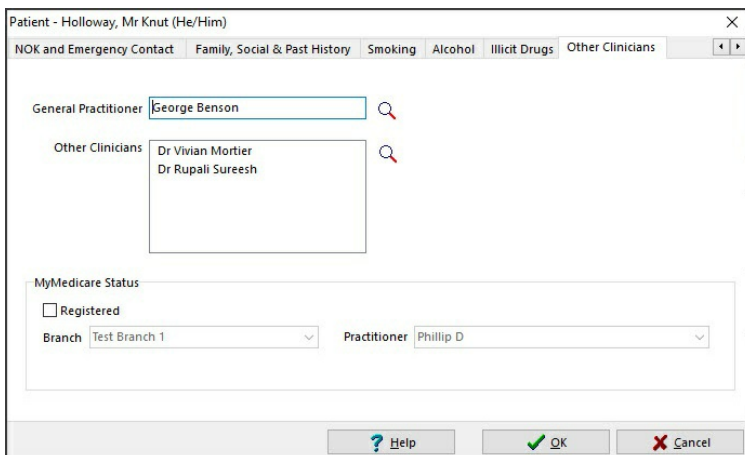 Patient - Holloway, Mr Knut (He/Him)
NOK and Emergency Contact Family, Social & Past History Smoking Alcohol Illicit Drugs Other Clinicians
General Practitioner George Benson
Other Clinicians Dr Vivian Mortier
Dr Rupali Sureesh
MyMedicare Status
Registered
Branch Test Branch 1 Practitioner Phillip D
? Help OK Cancel